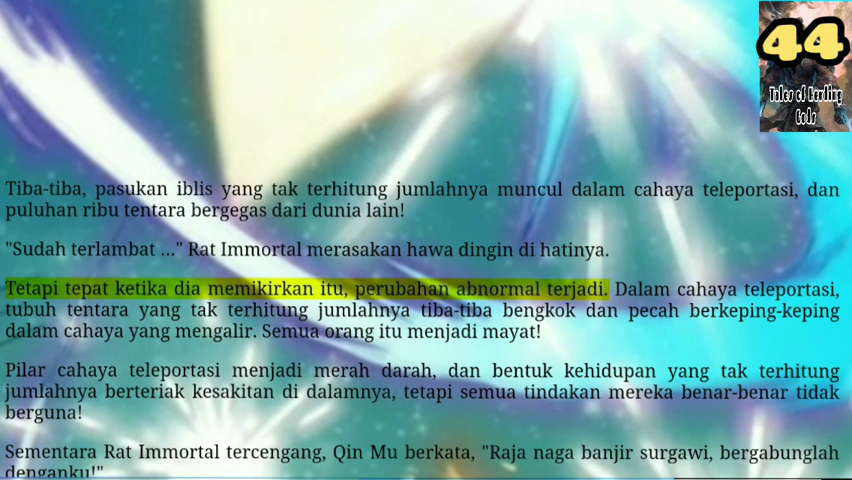 44
Tales of Herding
Gods
Tiba-tiba, pasukan iblis yang tak terhitung jumlahnya muncul dalam cahaya teleportasi, dan
puluhan ribu tentara bergegas dari dunia lain!
"Sudah terlambat ..." Rat Immortal merasakan hawa dingin di hatinya.
Tetapi tepat ketika dia memikirkan itu, perubahan abnormal terjadi. Dalam cahaya teleportasi,
tubuh tentara yang tak terhitung jumlahnya tiba-tiba bengkok dan pecah berkeping-keping
dalam cahaya yang mengalir. Semua orang itu menjadi mayat!
Pilar cahaya teleportasi menjadi merah darah, dan bentuk kehidupan yang tak terhitung
jumlahnya berteriak kesakitan di dalamnya, tetapi semua tindakan mereka benar-benar tidak
berguna!
Sementara Rat Immortal tercengang, Qin Mu berkata, "Raja naga banjir surgawi, bergabunglah
denganku!"